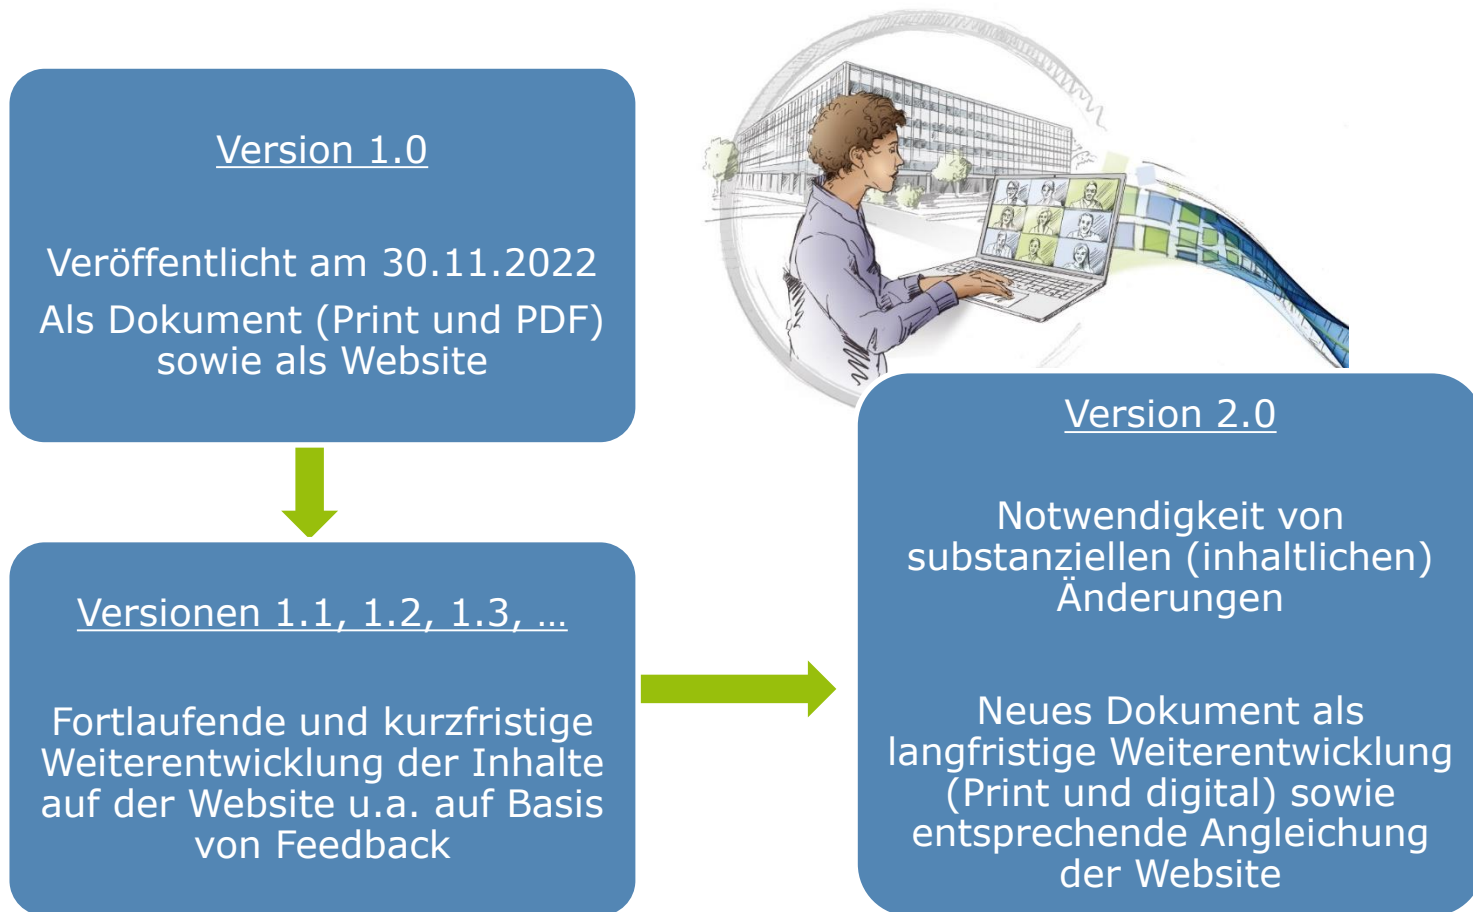 Version 1.0
Veröffentlicht am 30.11.2022
Als Dokument (Print und PDF)
sowie als Website
Versionen 1.1, 1.2, 1.3, …
Fortlaufende und kurzfristige
Weiterentwicklung der Inhalte
auf der Website u.a. auf Basis
von Feedback
Version 2.0
Notwendigkeit von
substanziellen (inhaltlichen)
Änderungen
Neues Dokument als
langfristige Weiterentwicklung
(Print und digital) sowie
entsprechende Angleichung
der Website